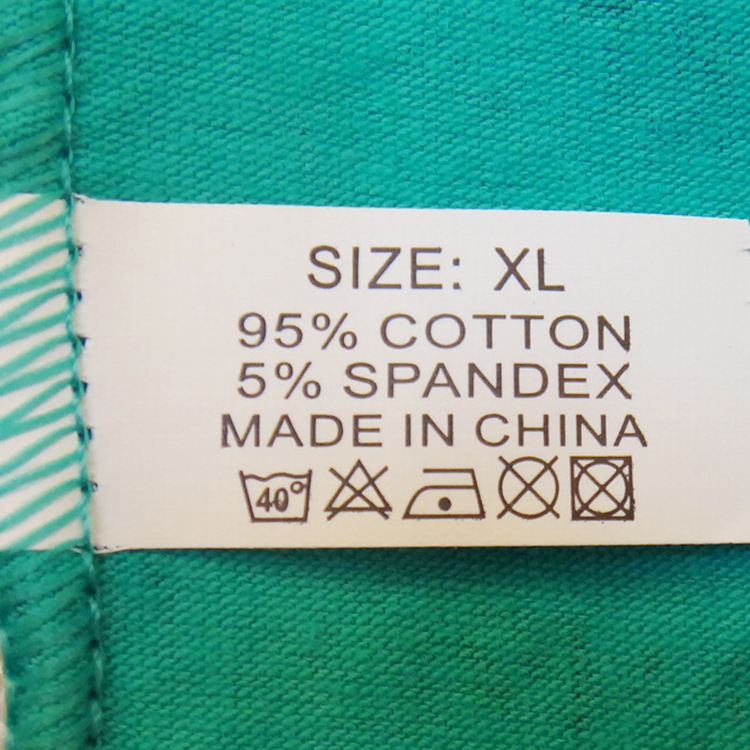 SIZE: XL
95% COTTON
5% SPANDEX
MADE IN CHINA
40°